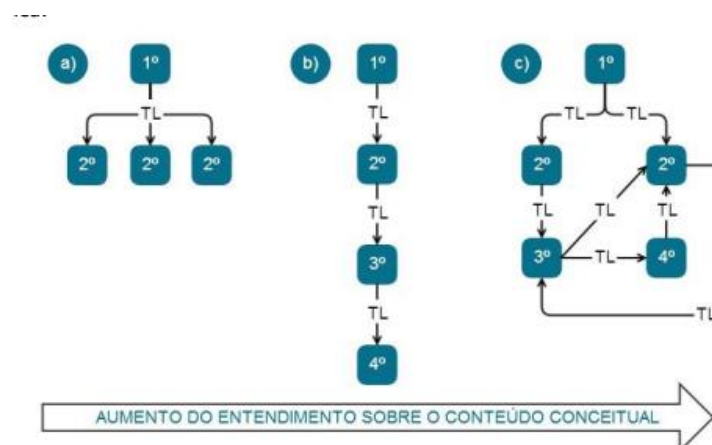 a) 1º b) 1º c) 1º
TL TL TL TL
2º 2º 2º 2º 2º 2º
TL TL TL TL
3º 3º TL 4º
TL TL
4º
AUMENTO DO ENTENDIMENTO SOBRE O CONTEÚDO CONCEITUAL